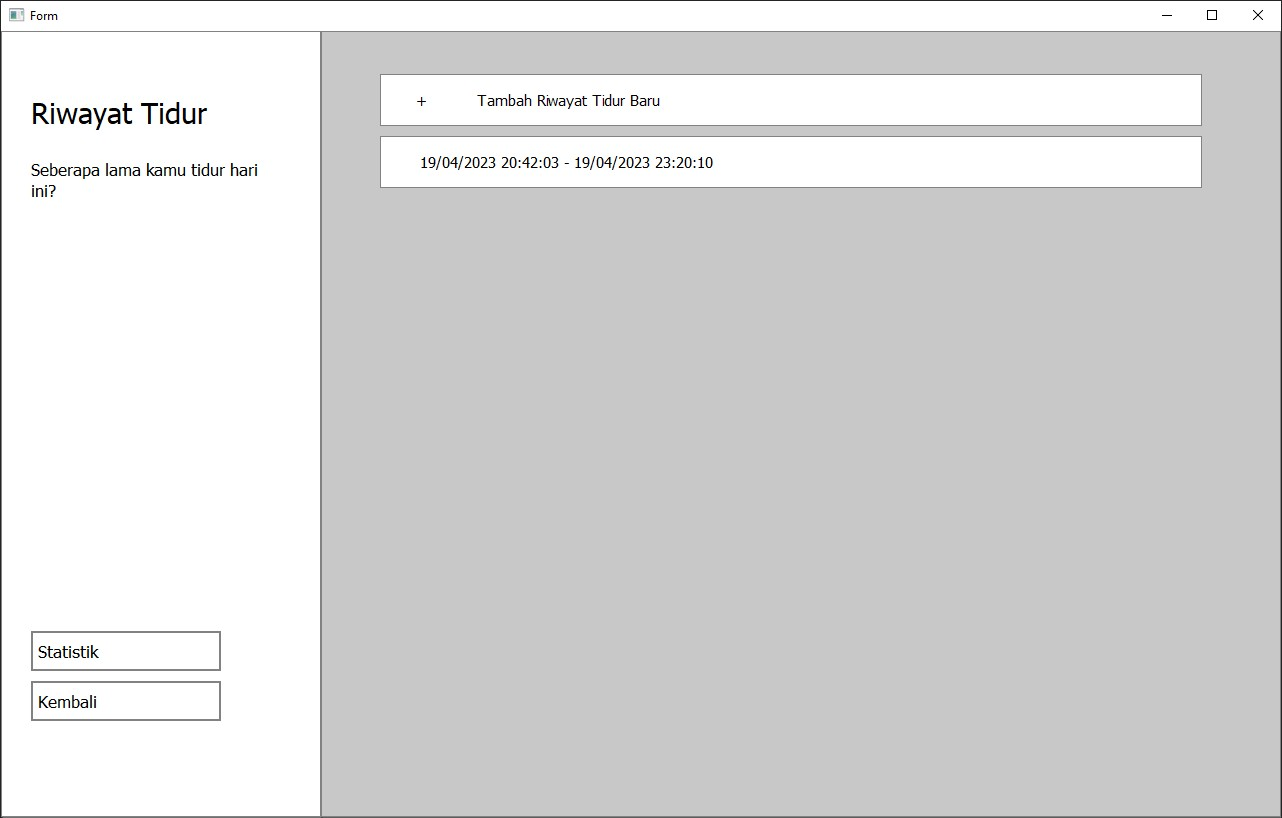 Form
Riwayat Tidur
Seberapa lama kamu tidur hari
ini?
Statistik
Kembali
+ Tambah Riwayat Tidur Baru
19/04/2023 20:42:03 - 19/04/2023 23:20:10